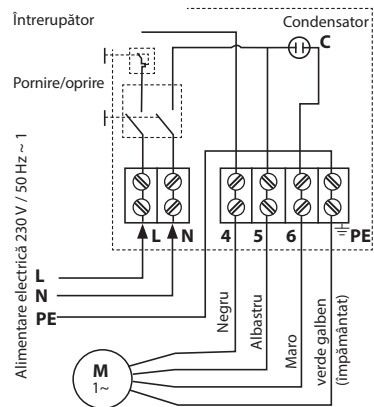 Întrerupător
Condensator
C
Pornire/oprire
Alimentare electrică 230 V / 50 Hz ~ 1
L N 4 5 6 PE
L
N
PE
Negru
Albastru
Maro
verde galben
(împământat)
M
1~